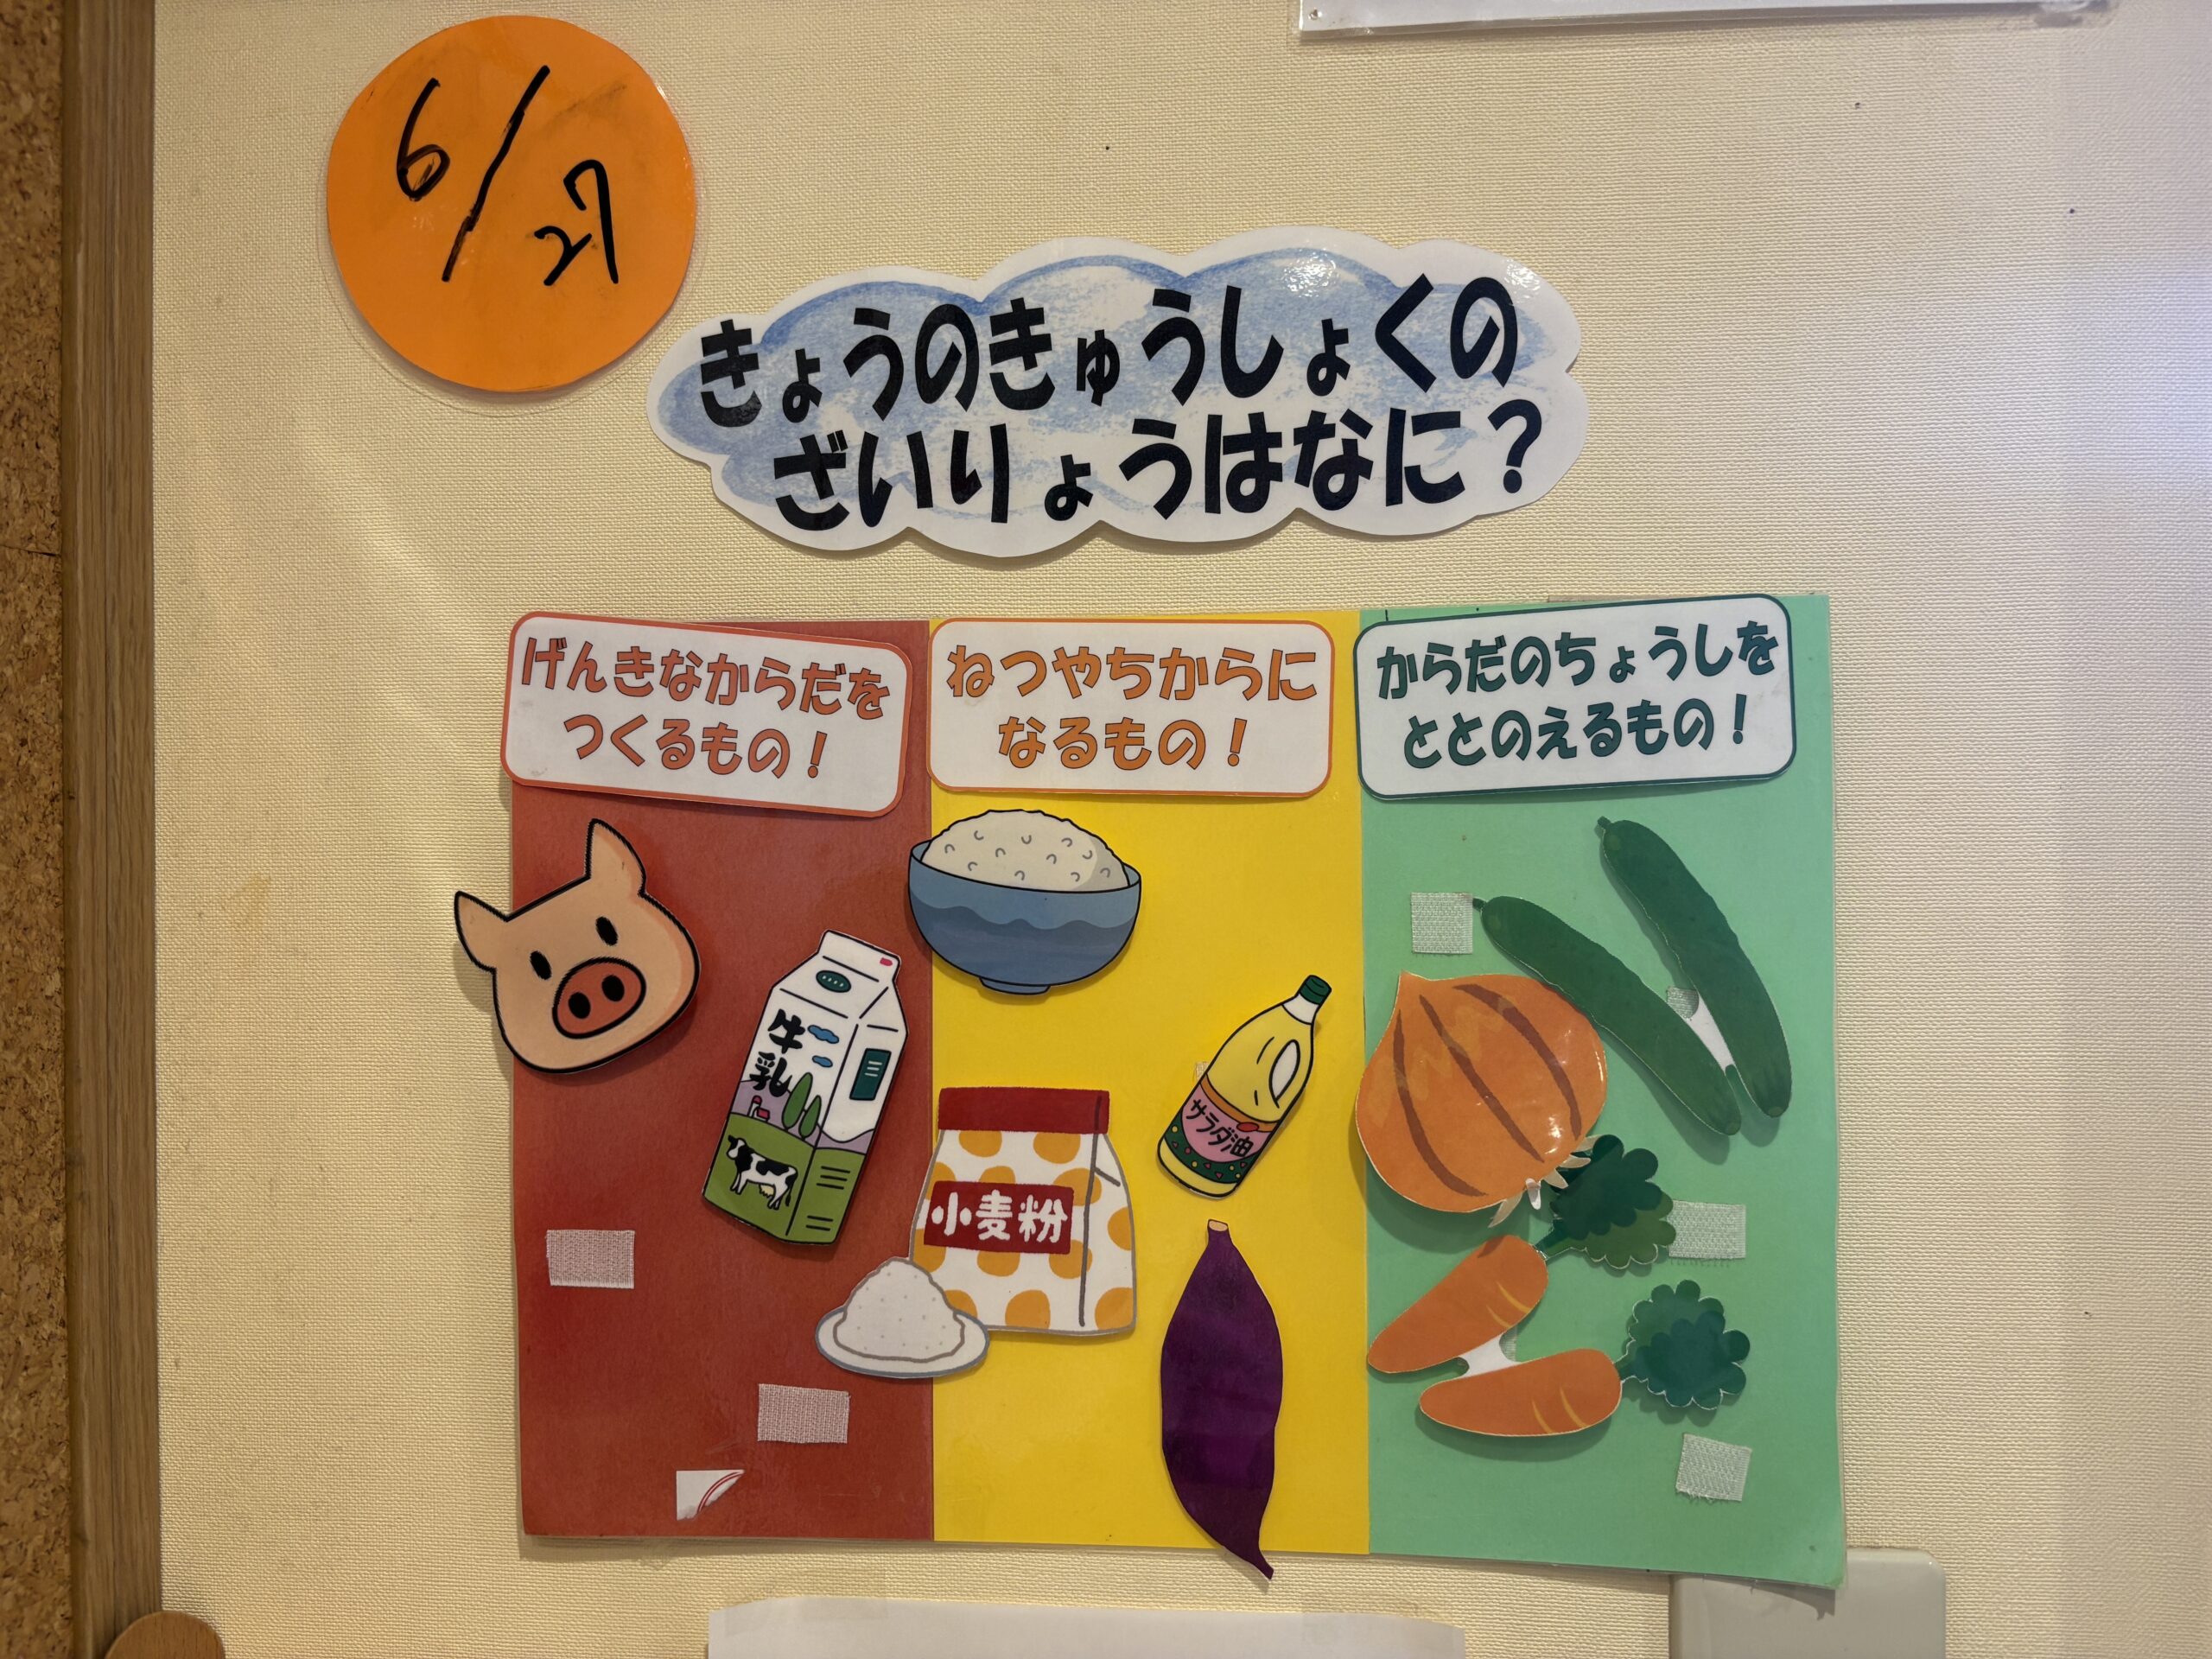 6/27
きょうのきゅうしょくの
ざいりょうはなに？
げんきなからだを
つくるもの！
ねつやちからに
なるもの！
からだのちょうしを
ととのえるもの！
牛乳
サラダ油
小麦粉